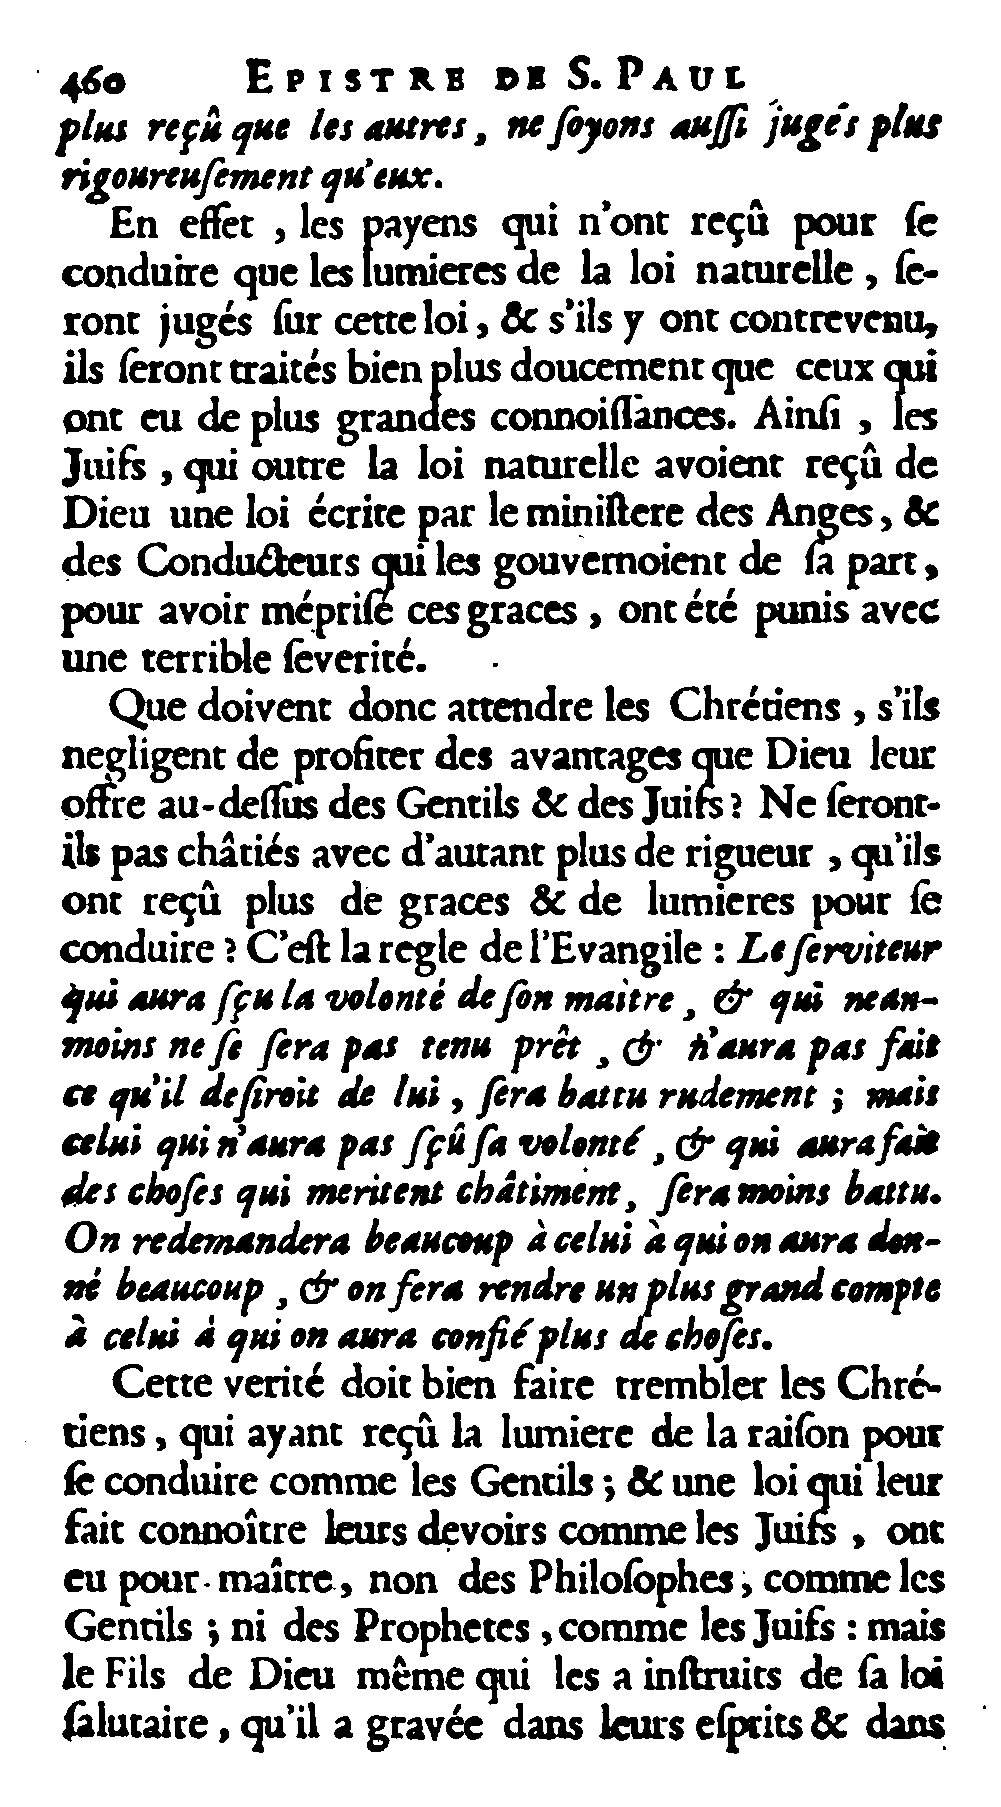 460 EPISTRE DE S. PAUL
plus reçû que les autres, ne ſoyons auſſi jugés plus
rigoureuſement qu'eux.
En effet, les payens qui n'ont reçû pour ſe
conduire que les lumieres de la loi naturelle, ſe-
ront jugés ſur cette loi, & s'ils y ont contrevenu,
ils ſeront traités bien plus doucement que ceux qui
ont eu de plus grandes connoiſſances. Ainſi, les
Juifs, qui outre la loi naturelle avoient reçû de
Dieu une loi écrite par le miniſtere des Anges, &
des Conducteurs qui les gouvernoient de ſa part,
pour avoir mépriſé ces graces, ont été punis avec
une terrible ſeverité.
Que doivent donc attendre les Chrétiens, s'ils
negligent de profiter des avantages que Dieu leur
offre au-deſſus des Gentils & des Juifs? Ne ſeront-
ils pas châtiés avec d'autant plus de rigueur, qu'ils
ont reçû plus de graces & de lumieres pour ſe
conduire? C'eſt la regle de l'Evangile: Le ſerviteur
qui aura ſçu la volonté de ſon maitre, & qui nean-
moins ne ſe ſera pas tenu prêt, & n'aura pas fait
ce qu'il deſiroit de lui, ſera battu rudement; mais
celui qui n'aura pas ſçû ſa volonté, & qui aura fait
des choſes qui meritent châtiment, ſera moins battu.
On redemandera beaucoup à celui à qui on aura don-
né beaucoup, & on fera rendre un plus grand compte
à celui à qui on aura confié plus de choſes.
Cette verité doit bien faire trembler les Chré-
tiens, qui ayant reçû la lumiere de la raiſon pour
ſe conduire comme les Gentils; & une loi qui leur
fait connoître leurs devoirs comme les Juifs, ont
eu pour maître, non des Philoſophes, comme les
Gentils; ni des Prophetes, comme les Juifs: mais
le Fils de Dieu même qui les a inſtruits de ſa loi
ſalutaire, qu'il a gravée dans leurs eſprits & dans